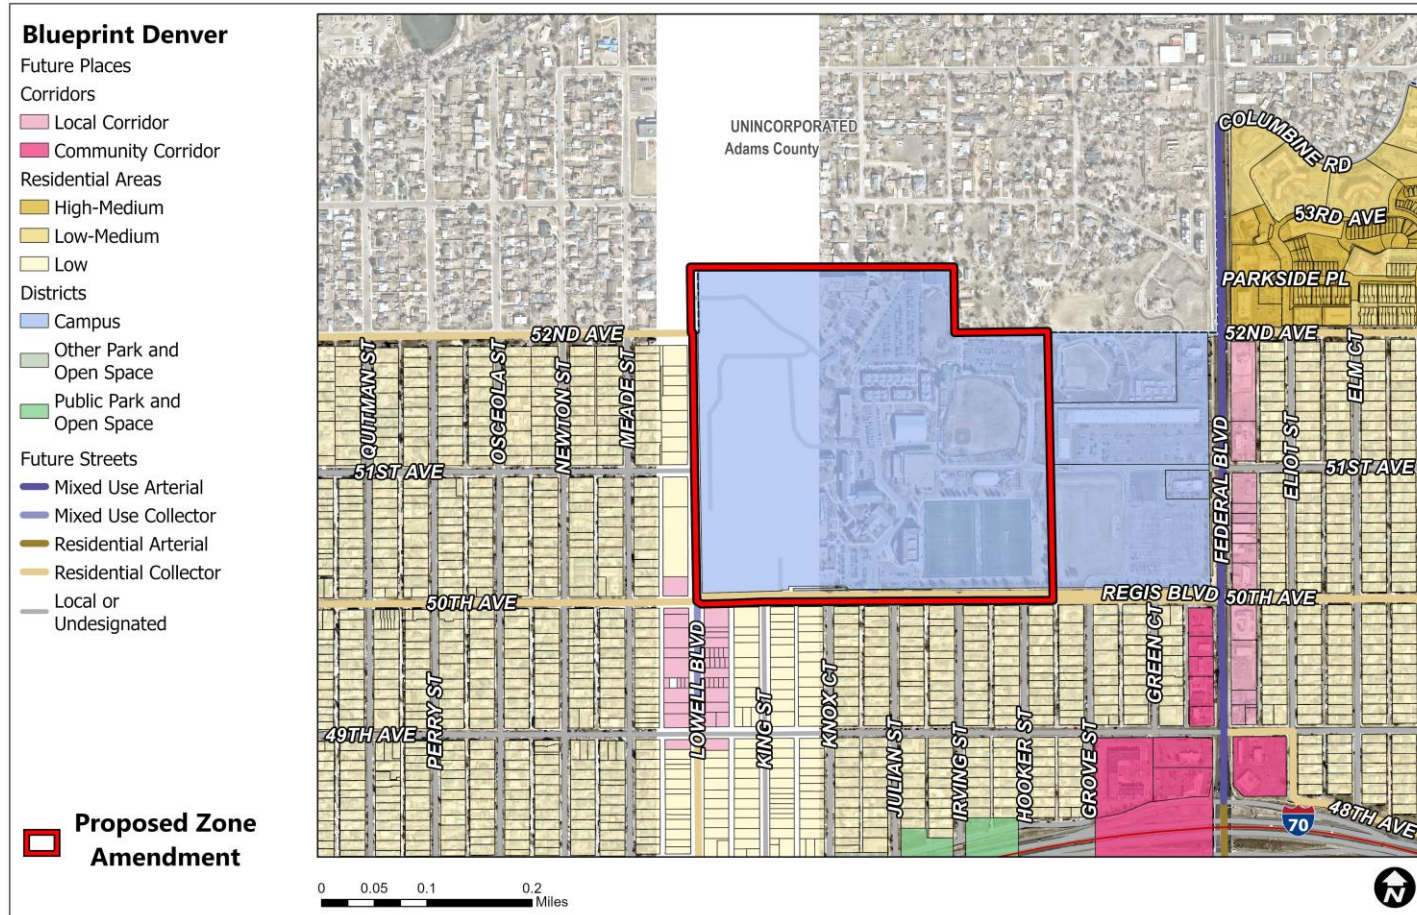 Blueprint Denver
Future Places
Corridors
Local Corridor
Community Corridor
Residential Areas
High-Medium
Low-Medium
Low
Districts
Campus
Other Park and
Open Space
Public Park and
Open Space
Future Streets
Mixed Use Arterial
Mixed Use Collector
Residential Arterial
Residential Collector
Local or
Undesignated
Proposed Zone
Amendment
UNINCORPORATED
Adams County
COLUMBINE RD
53RD AVE
PARKSIDE PL
52ND AVE
52ND AVE
QUITMAN ST
OSCEOLA ST
NEWTON ST
MEADE ST
ELM CT
ELIOT ST
FEDERAL BLVD
51ST AVE
51ST AVE
50TH AVE
REGIS BLVD
50TH AVE
PERRY ST
LOWELL BLVD
KING ST
KNOX CT
JULIAN ST
IRVING ST
HOOKER ST
GROVE ST
GREEN CT
49TH AVE
48TH AVE
70
0 0.05 0.1 0.2
Miles
N